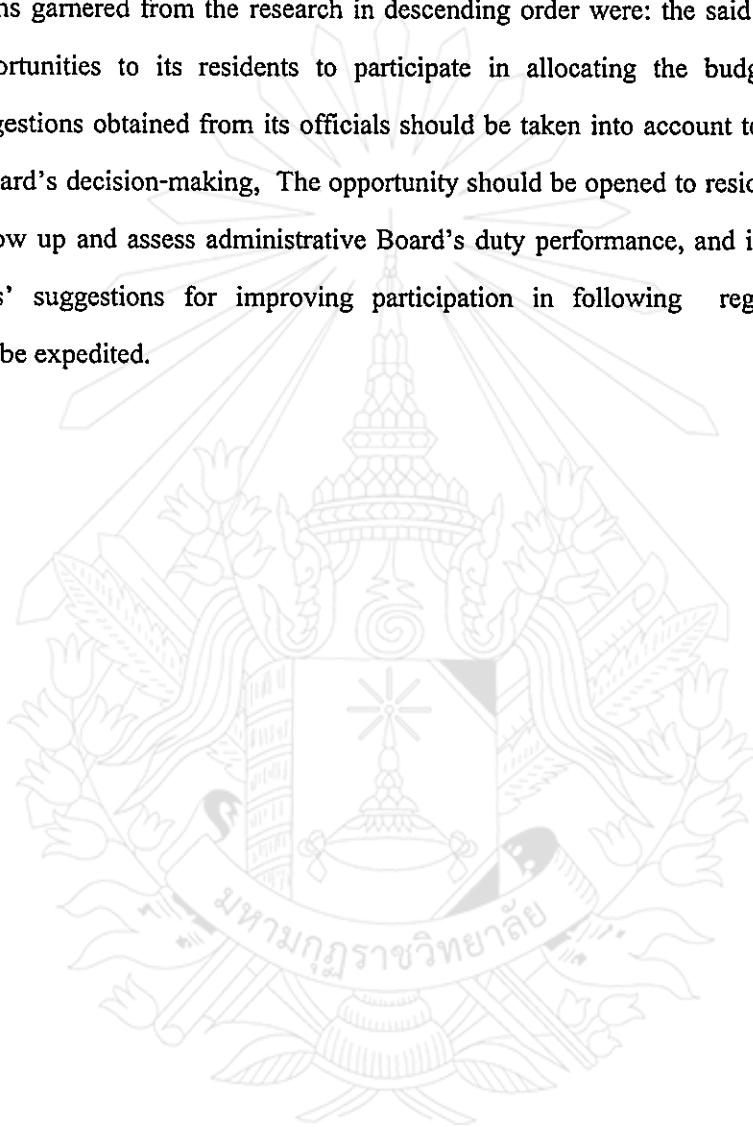 ns garnered from the research in descending order were: the said
ortunities to its residents to participate in allocating the budg
gestions obtained from its officials should be taken into account to
ard's decision-making, The opportunity should be opened to resid
ow up and assess administrative Board's duty performance, and i
s' suggestions for improving participation in following reg
be expedited.
มหามกุฏราชวิทยาลัย